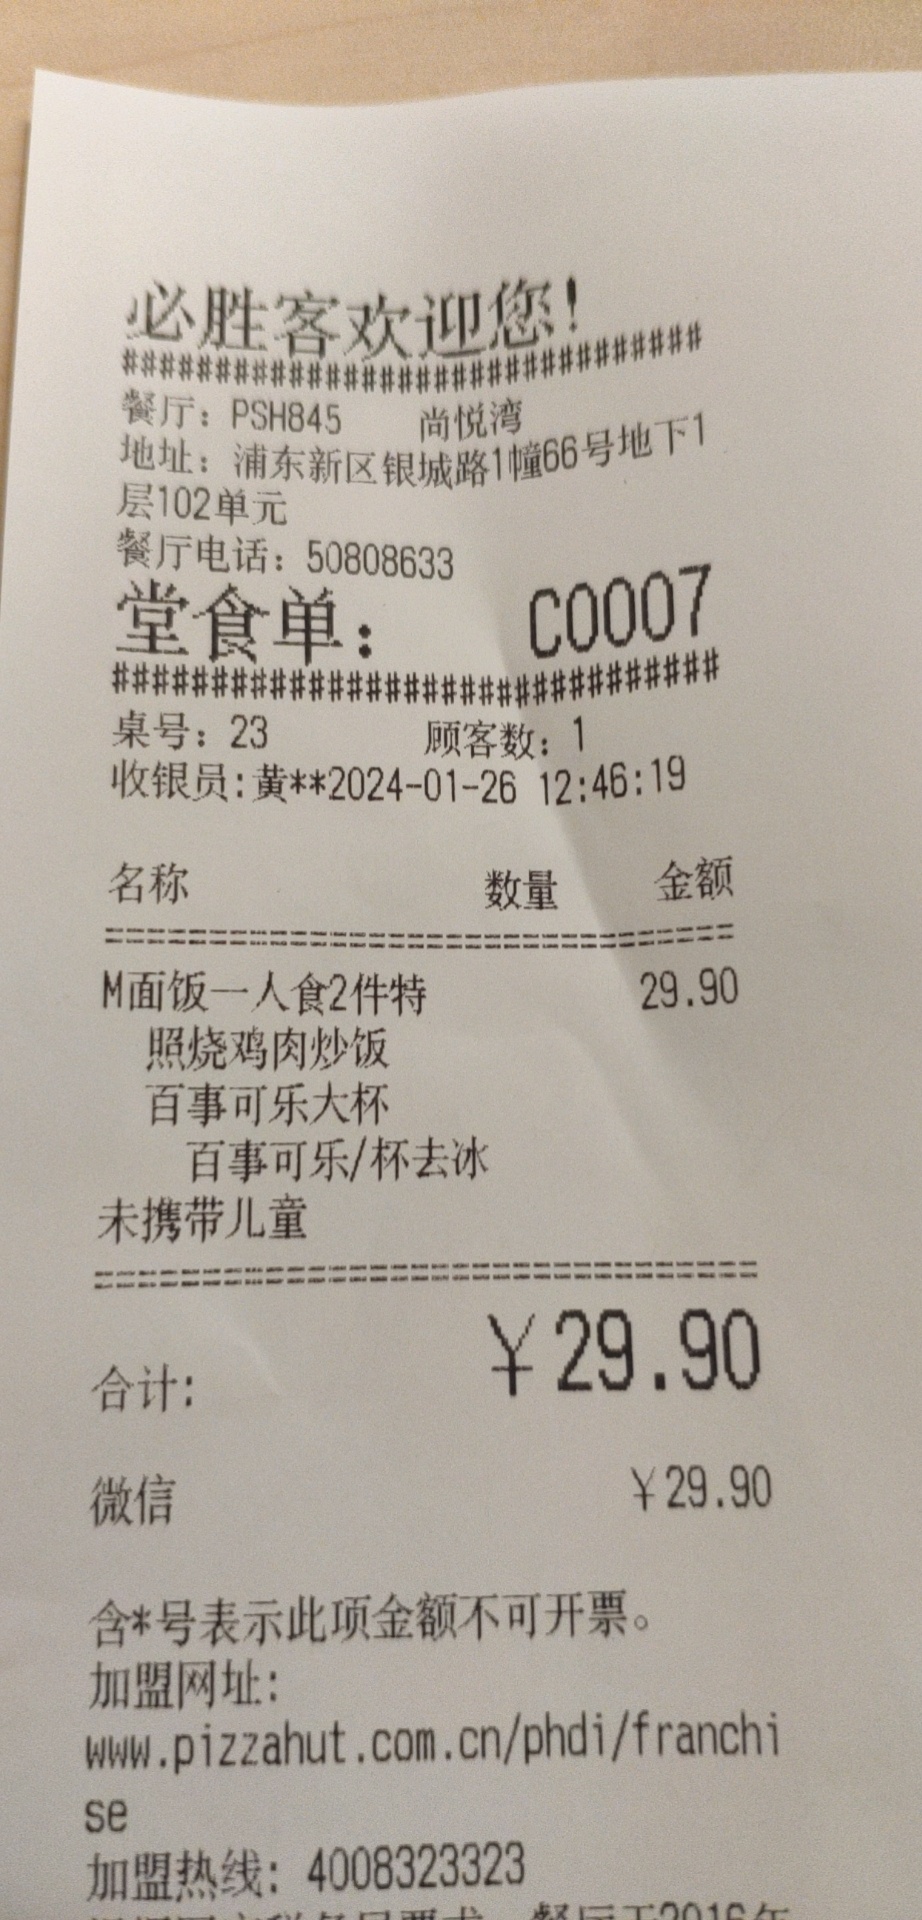 必胜客欢迎您!
################################
餐厅：PSH845 尚悦湾
地址：浦东新区银城路1幢66号地下1
层102单元
餐厅电话：50808633
堂食单： C0007
################################
桌号：23 顾客数：1
收银员:黄**2024-01-26 12:46:19
名称 数量 金额
================================
M面饭一人食2件特 29.90
照烧鸡肉炒饭
百事可乐大杯
百事可乐/杯去冰
未携带儿童
================================
合计: ￥29.90
微信 ￥29.90
含*号表示此项金额不可开票。
加盟网址:
www.pizzahut.com.cn/phdi/franchi
se
加盟热线: 4008323323